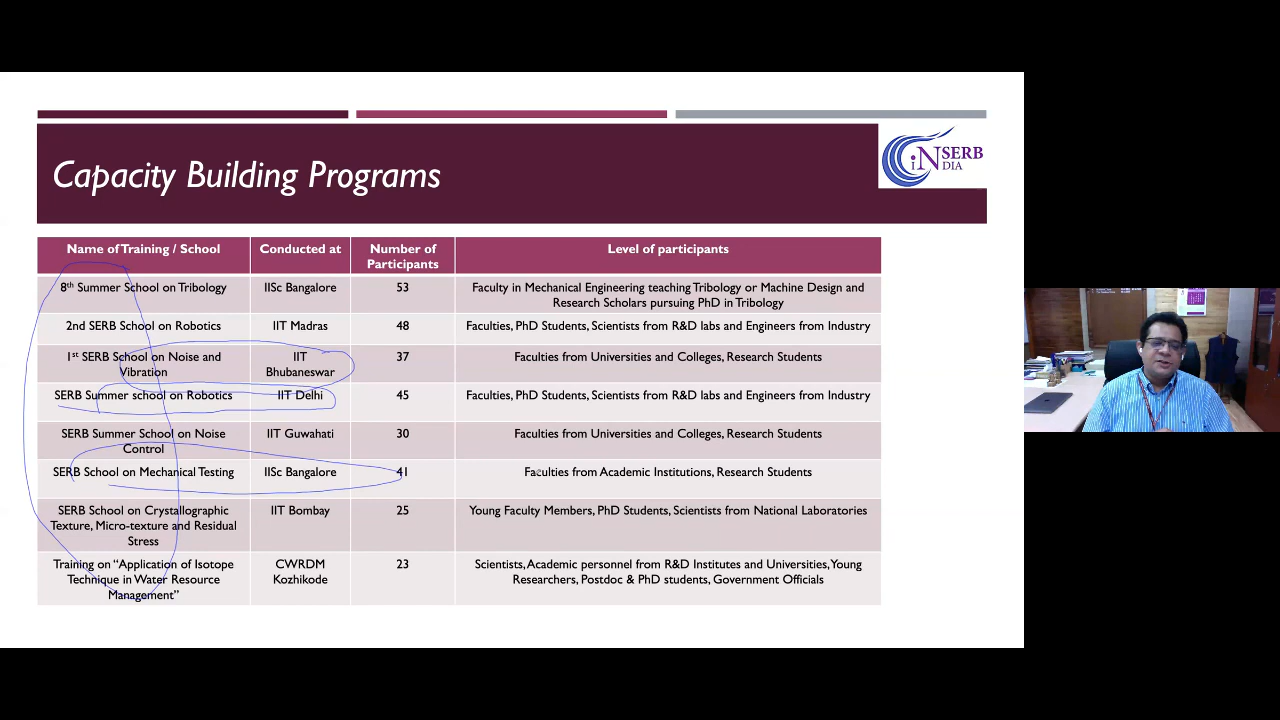 Capacity Building Programs
iNSERB
DIA
Name of Training / School Conducted at Number of Participants Level of participants
8th Summer School on Tribology IISc Bangalore 53 Faculty in Mechanical Engineering teaching Tribology or Machine Design and
Research Scholars pursuing PhD in Tribology
2nd SERB School on Robotics IIT Madras 48 Faculties, PhD Students, Scientists from R&D labs and Engineers from Industry
1st SERB School on Noise and
Vibration
IIT
Bhubaneswar
37
Faculties from Universities and Colleges, Research Students
SERB Summer school on Robotics IIT Delhi 45 Faculties, PhD Students, Scientists from R&D labs and Engineers from Industry
SERB Summer School on Noise
Control
IIT Guwahati
30
Faculties from Universities and Colleges, Research Students
SERB School on Mechanical Testing IISc Bangalore 41 Faculties from Academic Institutions, Research Students
SERB School on Crystallographic
Texture, Micro-texture and Residual
Stress
IIT Bombay
25
Young Faculty Members, PhD Students, Scientists from National Laboratories
Training on “Application of Isotope
Technique in Water Resource
Management”
CWRDM
Kozhikode
23
Scientists, Academic personnel from R&D Institutes and Universities, Young
Researchers, Postdoc & PhD students, Government Officials